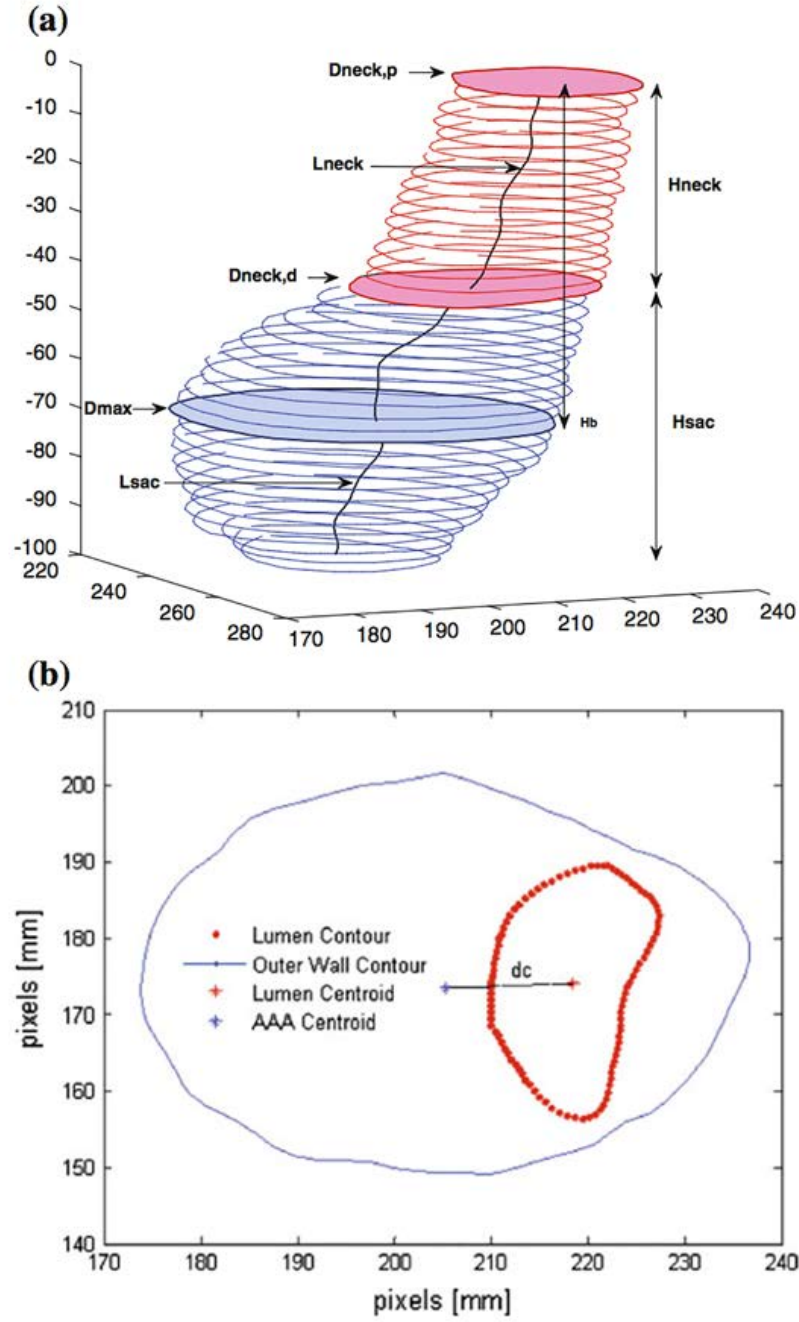 (a)
0
-10
-20
-30
-40
-50
-60
-70
-80
-90
-100
220
240
260
280
170
180
190
200
210
220
230
240
Dneck,p
Lneck
Hneck
Dneck,d
Dmax
Hb
Hsac
Lsac
(b)
210
200
190
180
170
160
150
140
pixels [mm]
Lumen Contour
Outer Wall Contour
Lumen Centroid
AAA Centroid
dc
170 180 190 200 210 220 230 240
pixels [mm]